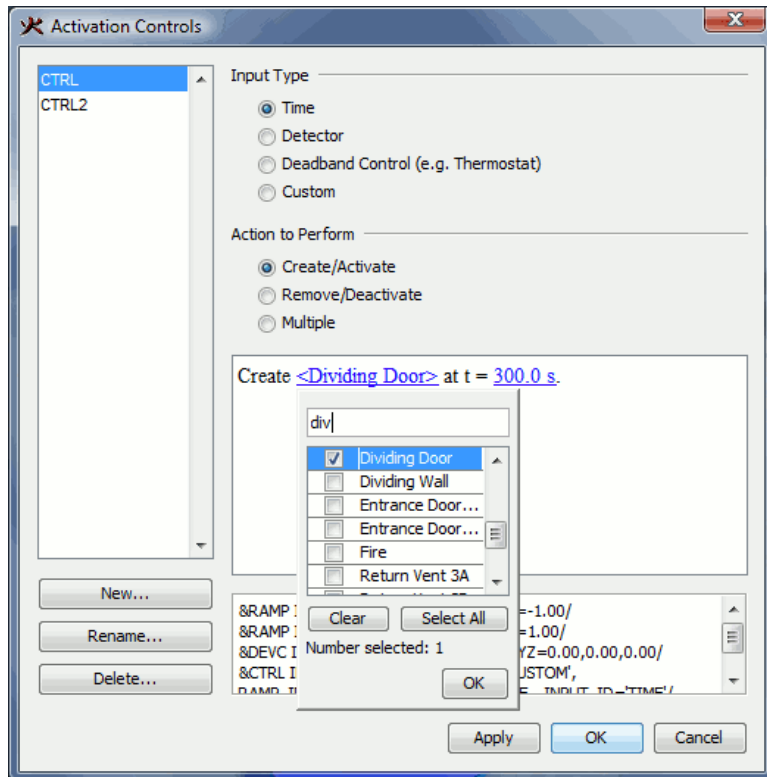 Activation Controls
CTRL
CTRL2
Input Type
Time
Detector
Deadband Control (e.g. Thermostat)
Custom
Action to Perform
Create/Activate
Remove/Deactivate
Multiple
Create <Dividing Door> at t = 300.0 s.
div
Dividing Door
Dividing Wall
Entrance Door...
Entrance Door...
Fire
Return Vent 3A
Clear
Select All
Number selected: 1
OK
New...
Rename...
Delete...
&RAMP =-1.00/
&RAMP =1.00/
&DEVC YZ=0.00,0.00,0.00/
&CTRL USTOM',
INPUT_ID='TIME'/
Apply
OK
Cancel